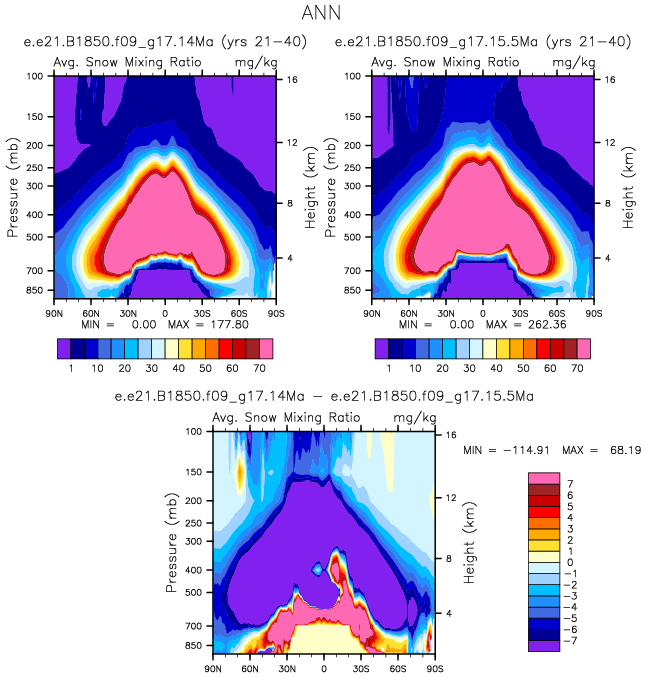 ANN
e.e21.B1850.f09_g17.14Ma (yrs 21-40)
e.e21.B1850.f09_g17.15.5Ma (yrs 21-40)
Avg. Snow Mixing Ratio mg/kg
Avg. Snow Mixing Ratio mg/kg
100
150
200
250
300
400
500
700
850
Pressure (mb)
16
12
8
4
Height (km)
90N 60N 30N 0 30S 60S 90S
MIN = 0.00 MAX = 177.80
1 10 20 30 40 50 60 70
100
150
200
250
300
400
500
700
850
Pressure (mb)
16
12
8
4
Height (km)
90N 60N 30N 0 30S 60S 90S
MIN = 0.00 MAX = 262.36
1 10 20 30 40 50 60 70
e.e21.B1850.f09_g17.14Ma - e.e21.B1850.f09_g17.15.5Ma
Avg. Snow Mixing Ratio mg/kg
100
150
200
250
300
400
500
700
850
Pressure (mb)
16
12
8
4
Height (km)
90N 60N 30N 0 30S 60S 90S
MIN = -114.91 MAX = 68.19
7
6
5
4
3
2
1
0
-1
-2
-3
-4
-5
-6
-7